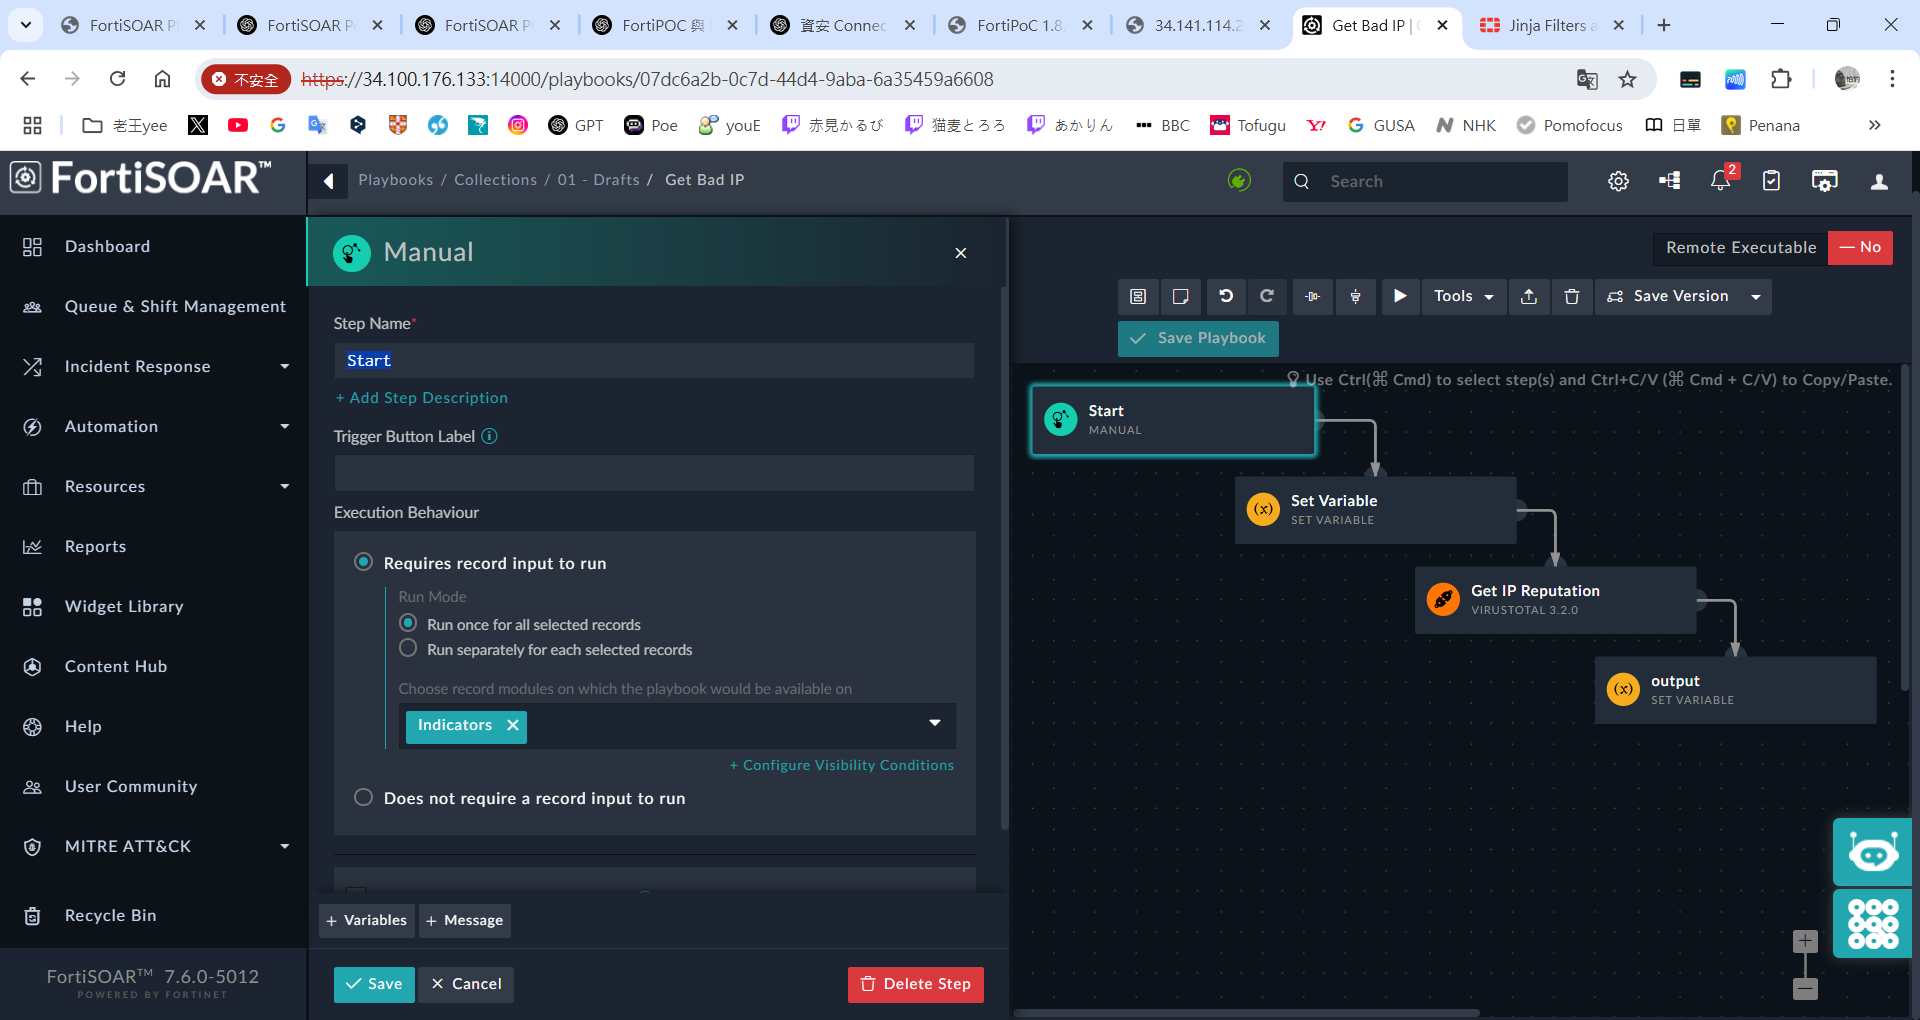 FortiSOAR P
FortiSOAR P
FortiSOAR P
FortiPOC 與
資安 Connec
FortiPoC 1.8.
34.141.114.2
Get Bad IP |
Jinja Filters a
不安全
https://34.100.176.133:14000/playbooks/07dc6a2b-0c7d-44d4-9aba-6a35459a6608
老王yee
GPT
Poe
youE
赤見かるび
猫麦とろろ
あかりん
BBC
Tofugu
GUSA
NHK
Pomofocus
日單
Penana
FortiSOAR™
Playbooks / Collections / 01 - Drafts / Get Bad IP
Search
2
Dashboard
Queue & Shift Management
Incident Response
Automation
Resources
Reports
Widget Library
Content Hub
Help
User Community
MITRE ATT&CK
Recycle Bin
FortiSOAR™ 7.6.0-5012
POWERED BY FORTINET
Manual
Step Name*
Start
+ Add Step Description
Trigger Button Label
Execution Behaviour
Requires record input to run
Run Mode
Run once for all selected records
Run separately for each selected records
Choose record modules on which the playbook would be available on
Indicators
+ Configure Visibility Conditions
Does not require a record input to run
+ Variables
+ Message
Save
Cancel
Delete Step
Remote Executable
No
Tools
Save Version
Save Playbook
Use Ctrl(⌘ Cmd) to select step(s) and Ctrl+C/V (⌘ Cmd + C/V) to Copy/Paste.
Start
MANUAL
(x)
Set Variable
SET VARIABLE
Get IP Reputation
VIRUSTOTAL 3.2.0
(x)
output
SET VARIABLE